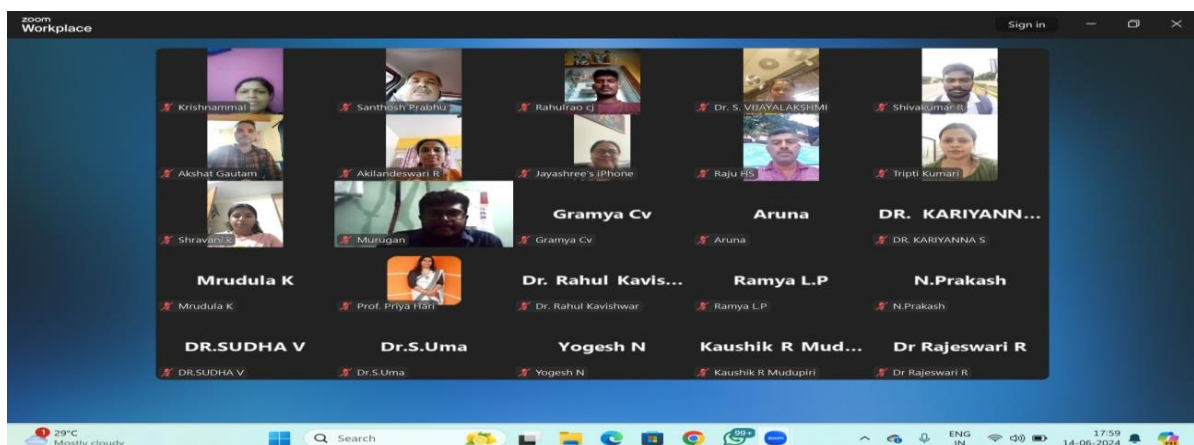 zoom
Workplace
Sign in
Krishnammal
Santhosh Prabhu
Rahulrao cj
Dr. S. VIJAYALAKSHMI
Shivakumar R
Akshat Gautam
Akilandeswari R
Jayashree's iPhone
Raju HS
Tripti Kumari
Shravani k
Murugan
Gramya Cv
Gramya Cv
Aruna
Aruna
DR. KARIYANN...
DR. KARIYANNA S
Mrudula K
Mrudula K
Prof. Priya Hari
Dr. Rahul Kavis...
Dr. Rahul Kavishwar
Ramya L.P
Ramya L.P
N.Prakash
N.Prakash
DR.SUDHA V
DR.SUDHA V
Dr.S.Uma
Dr.S.Uma
Yogesh N
Yogesh N
Kaushik R Mud...
Kaushik R Mudupiri
Dr Rajeswari R
Dr Rajeswari R
1
29°C
Mostly cloudy
Search
99+
zoom
ENG
IN
17:59
14-06-2024